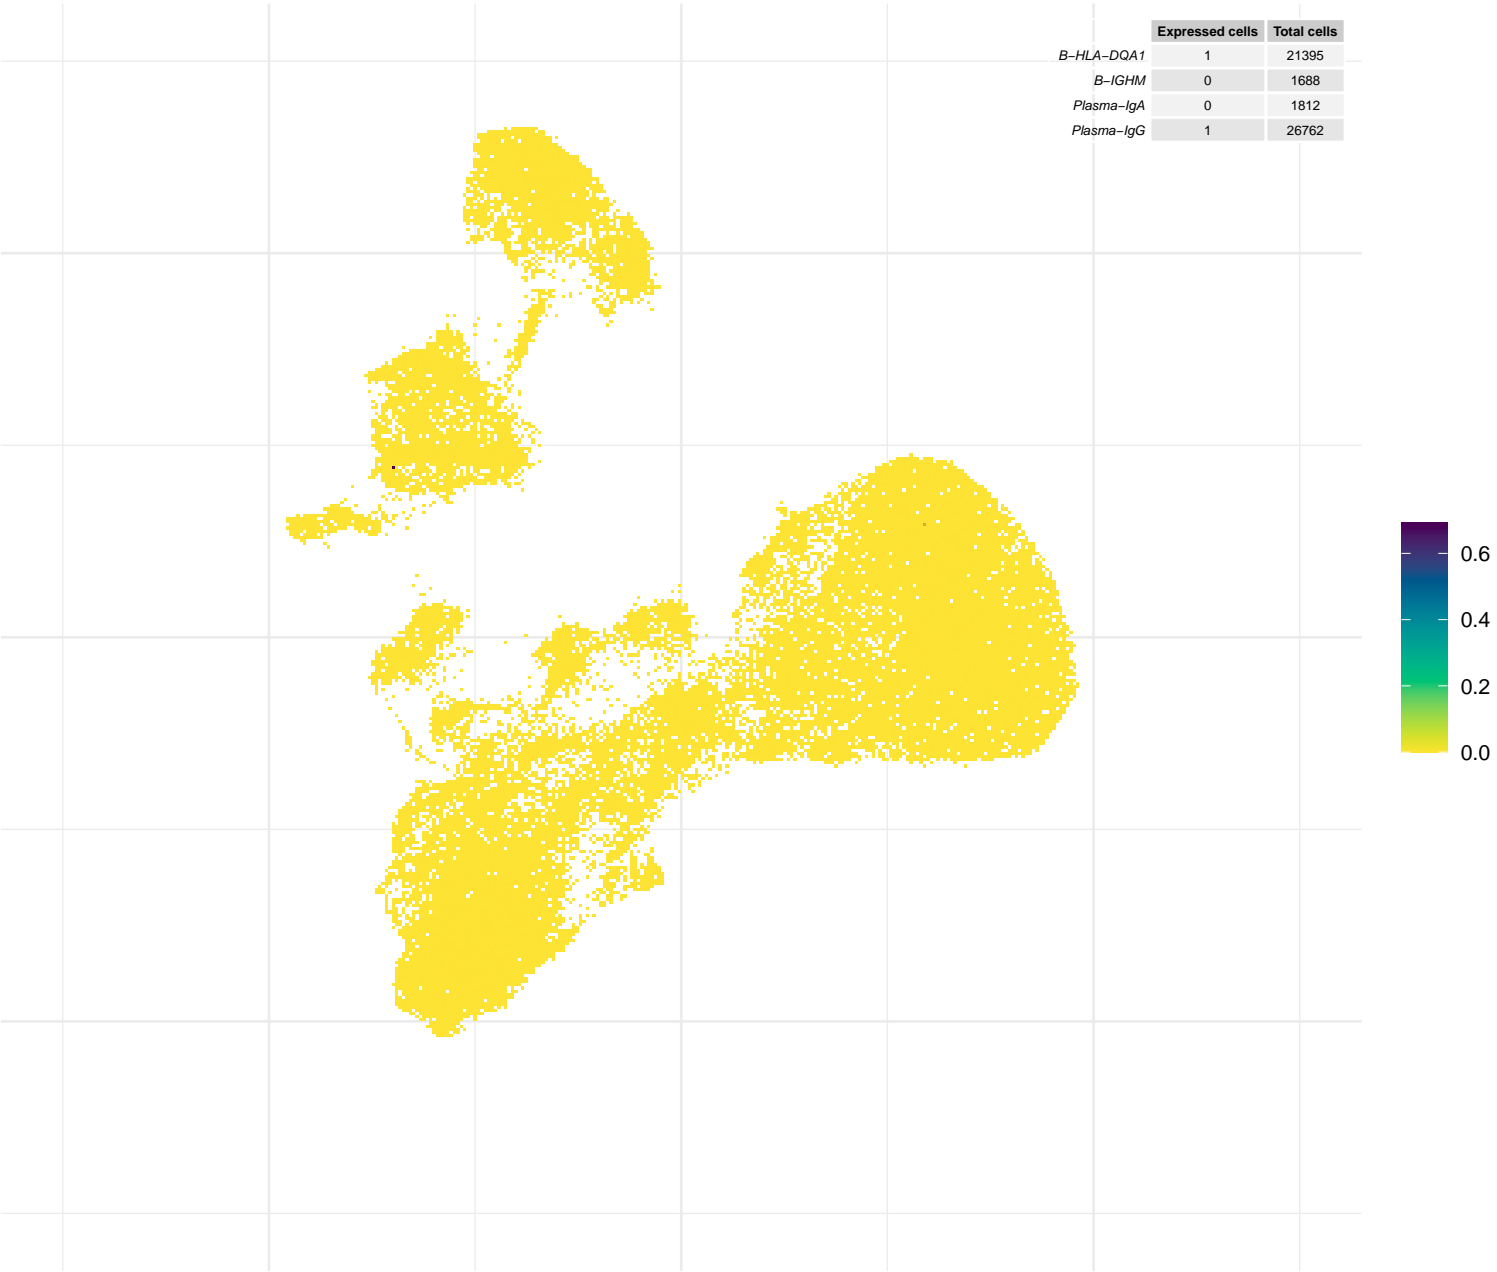 Expressed cells Total cells
B−HLA−DQA1 1 21395
B−IGHM 0 1688
Plasma−IgA 0 1812
Plasma−IgG 1 26762
0.6
0.4
0.2
0.0